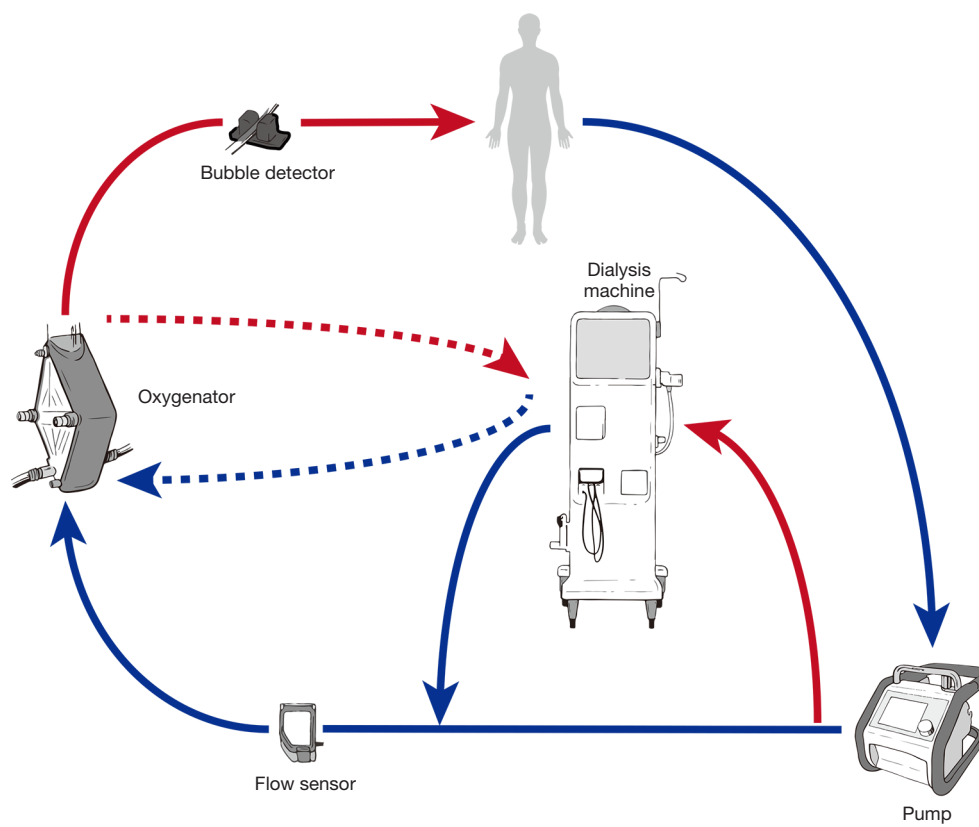 Bubble detector
Dialysis
machine
Oxygenator
Flow sensor
Pump